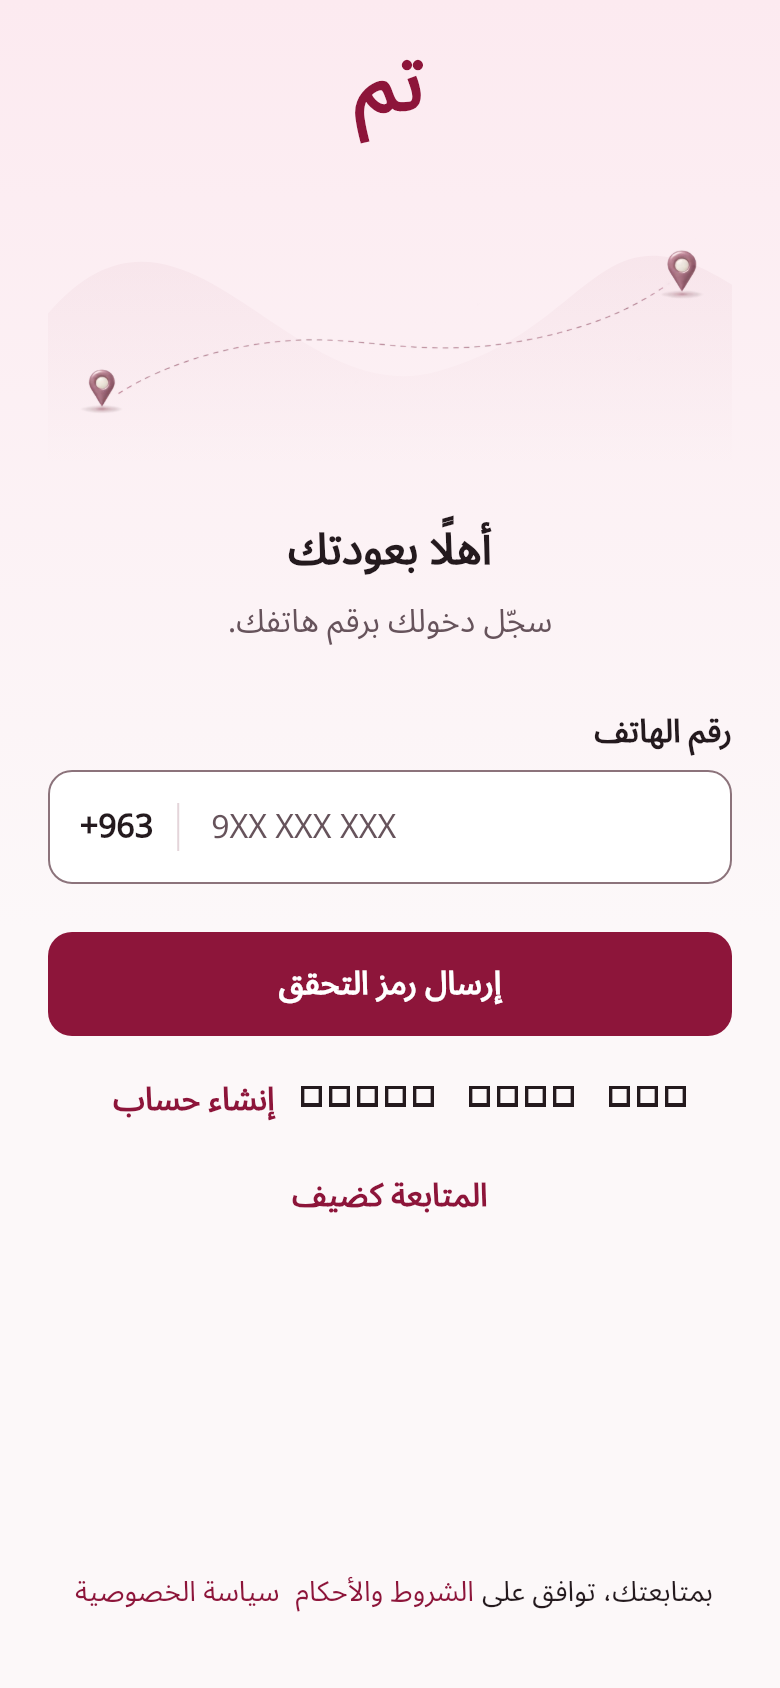 تم
أهلًا بعودتك
سجّل دخولك برقم هاتفك.
رقم الهاتف
+963 9XX XXX XXX
إرسال رمز التحقق
إنشاء حساب
المتابعة كضيف
بمتابعتك، توافق على الشروط والأحكام سياسة الخصوصية